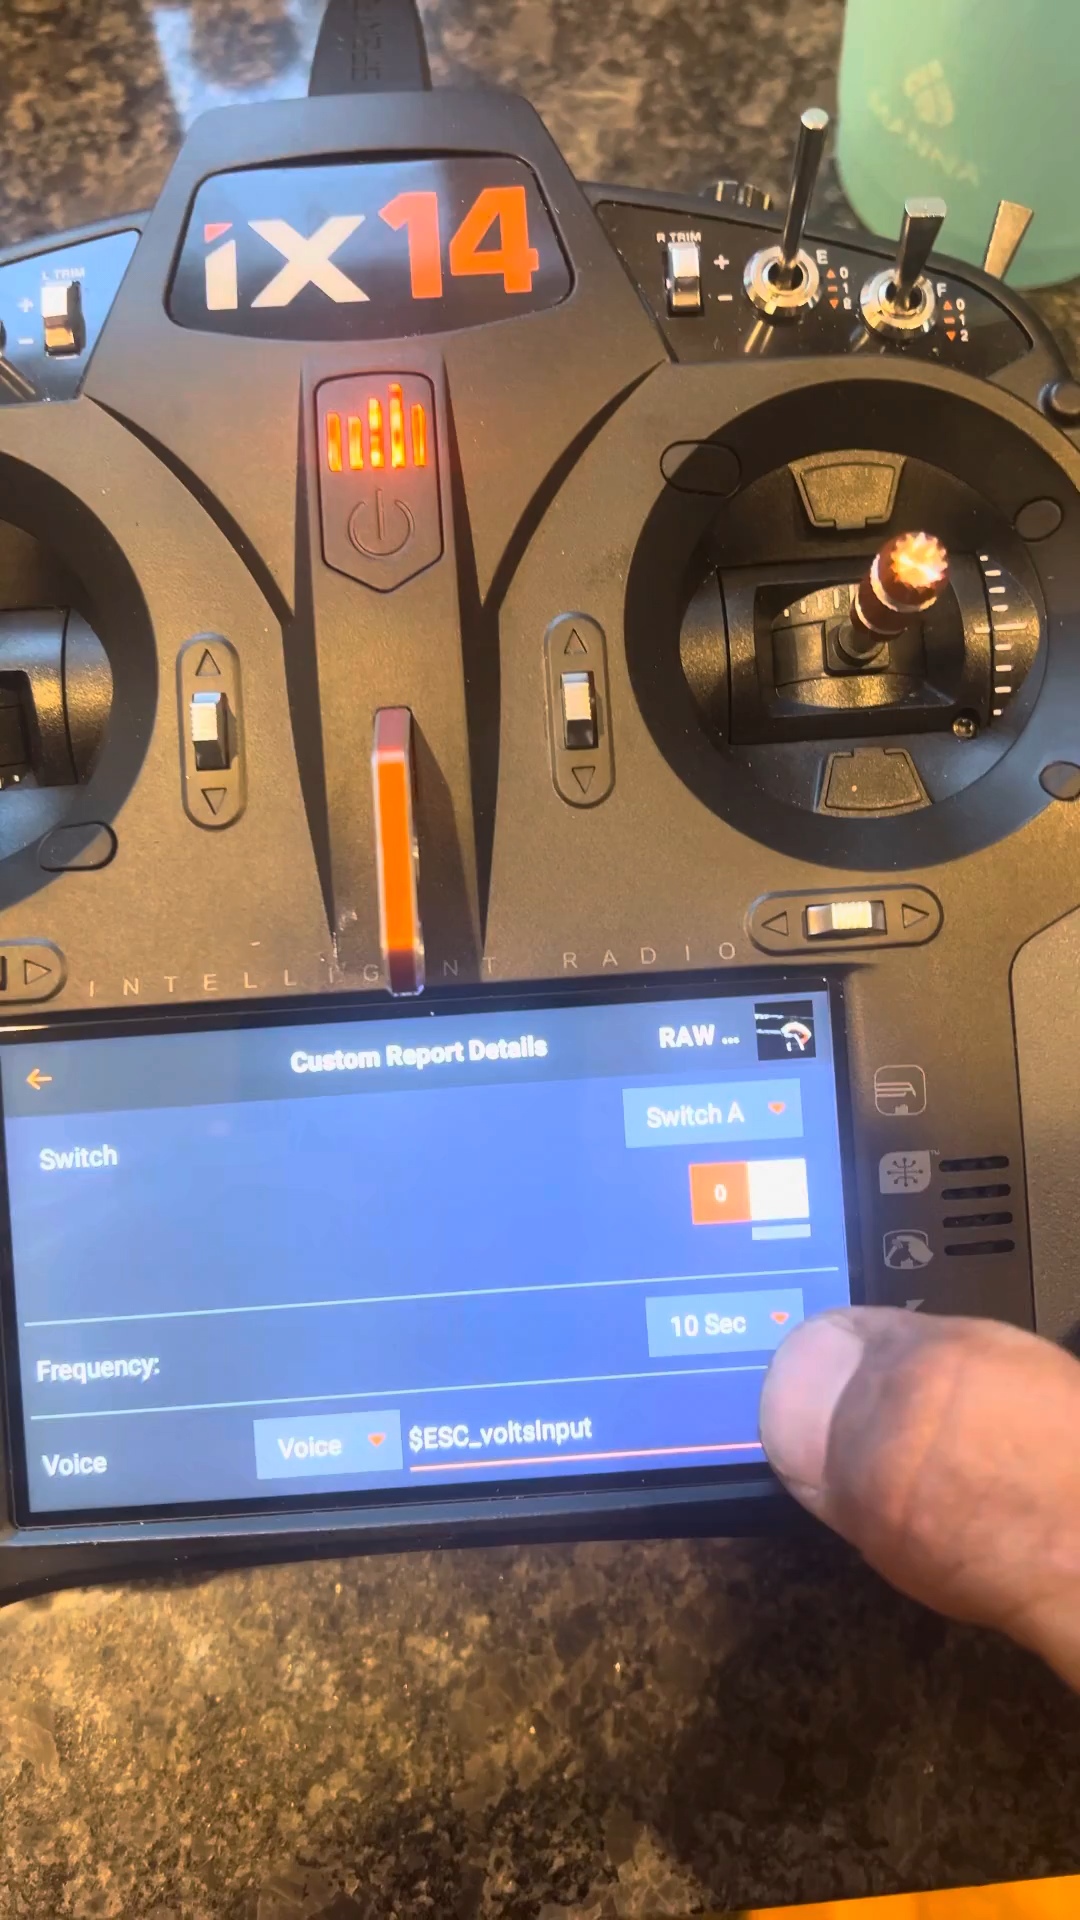 iX14
L TRIM
+
−
R TRIM
+
−
E
0
1
2
F
0
1
2
INTELLIGENT RADIO
Custom Report Details
RAW ...
Switch
Switch A
0
Frequency:
10 Sec
Voice
Voice
$ESC_voltsInput